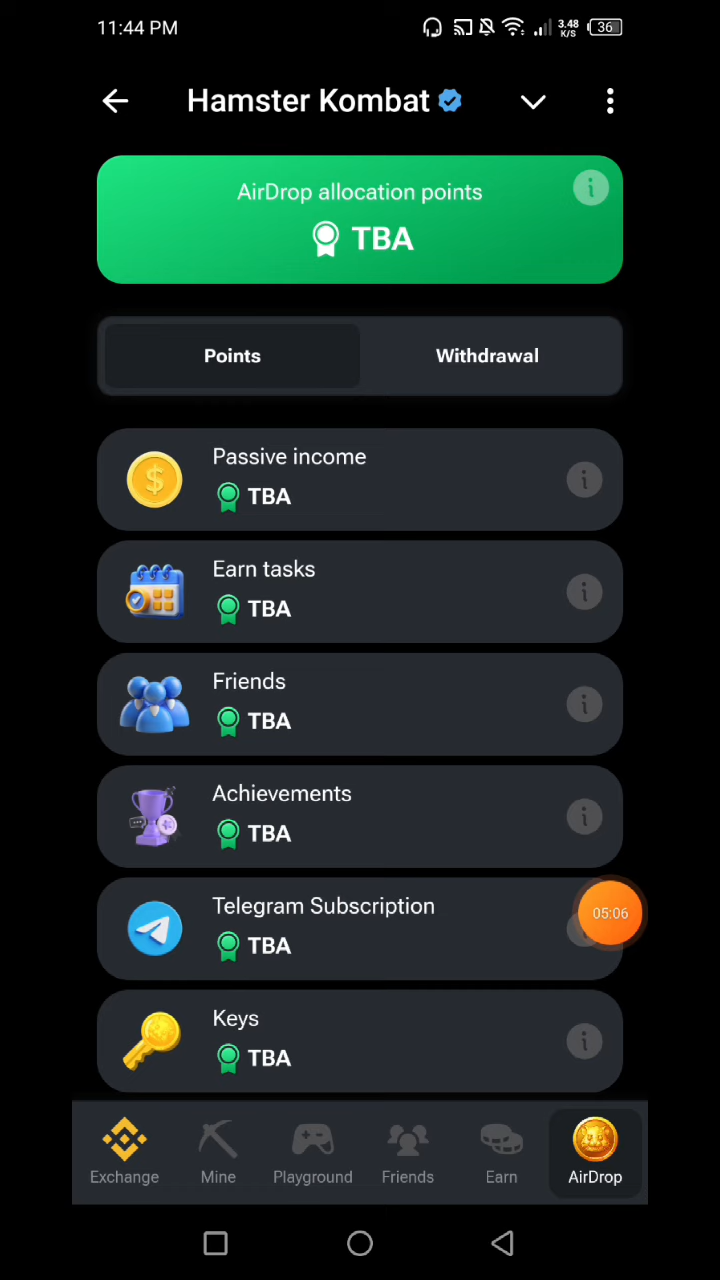 11:44 PM
3.48
K/S
36
Hamster Kombat
AirDrop allocation points
TBA
Points
Withdrawal
Passive income
TBA
Earn tasks
TBA
Friends
TBA
Achievements
TBA
Telegram Subscription
TBA
05:06
Keys
TBA
Exchange
Mine
Playground
Friends
Earn
AirDrop